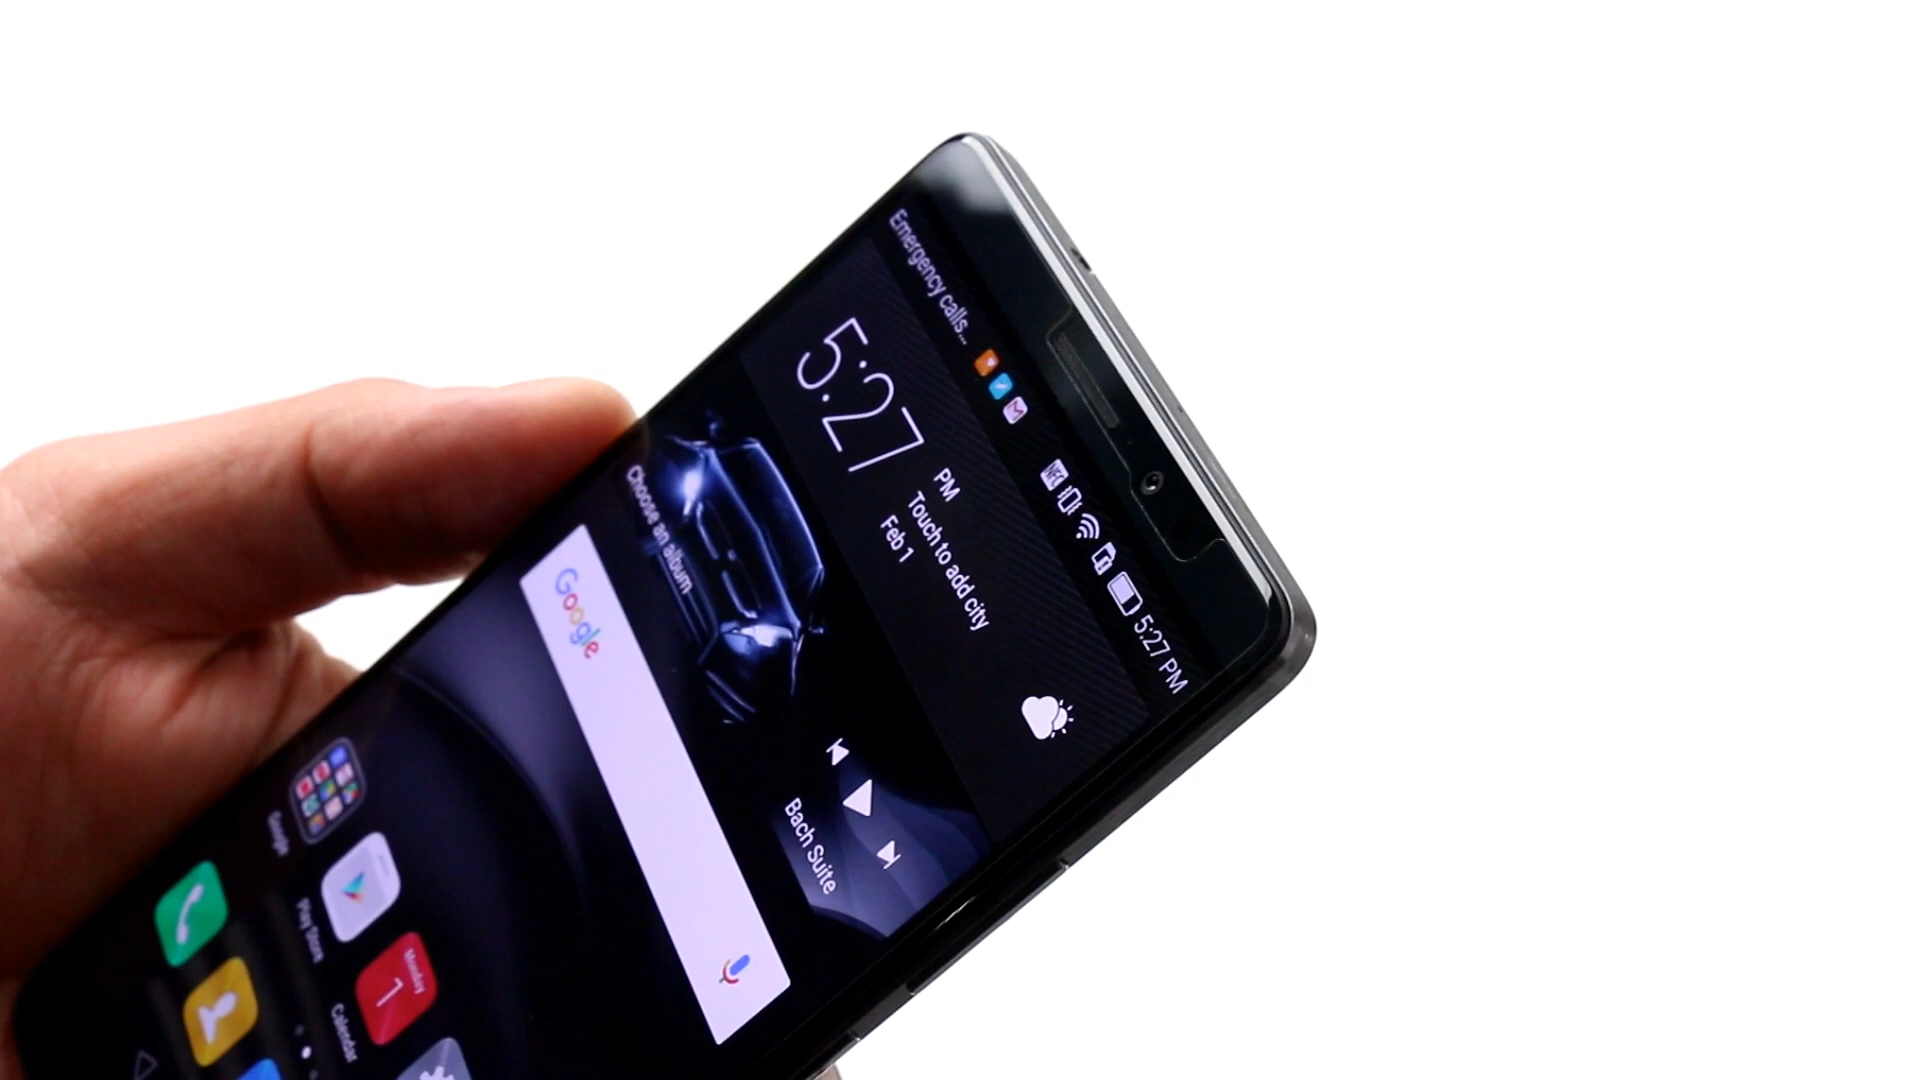 Emergency calls...
NFC
5:27 PM
5:27
PM
Touch to add city
Feb 1
Choose an album
Bach Suite
Google
Google
Play Store
Monday
1
Calendar